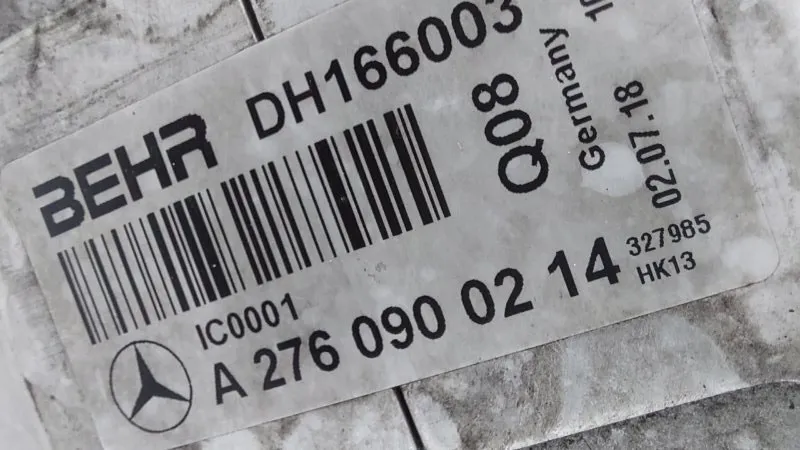 BEHR DH166003
Q08
Germany
02.07.18
IC0001
A 276 090 02 14
327985
HK13